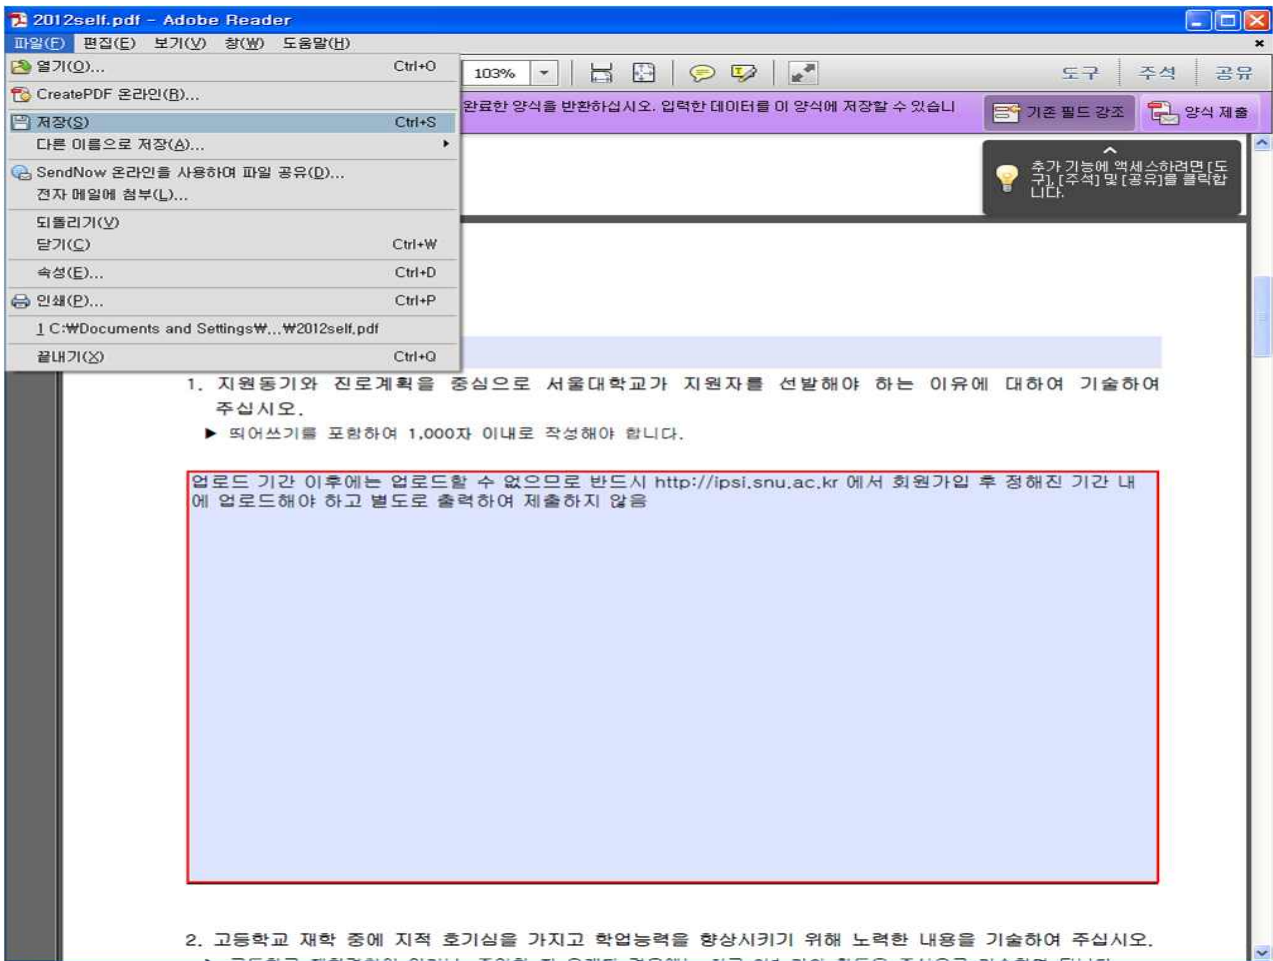 2012self.pdf - Adobe Reader
파일(F) 편집(E) 보기(V) 창(W) 도움말(H)
열기(O)... Ctrl+O
CreatePDF 온라인(R)...
저장(S) Ctrl+S
다른 이름으로 저장(A)...
SendNow 온라인을 사용하여 파일 공유(D)...
전자 메일에 첨부(L)...
되돌리기(V)
닫기(C) Ctrl+W
속성(E)... Ctrl+D
인쇄(P)... Ctrl+P
1 C:₩Documents and Settings₩...₩2012self.pdf
끝내기(X) Ctrl+Q
103%
도구 주석 공유
완료한 양식을 반환하십시오. 입력한 데이터를 이 양식에 저장할 수 있습니
기존 필드 강조 양식 제출
추가 기능에 액세스하려면 [도
구], [주석] 및 [공유]를 클릭합
니다.
1. 지원동기와 진로계획을 중심으로 서울대학교가 지원자를 선발해야 하는 이유에 대하여 기술하여
주십시오.
▶ 띄어쓰기를 포함하여 1,000자 이내로 작성해야 합니다.
업로드 기간 이후에는 업로드할 수 없으므로 반드시 http://ipsi.snu.ac.kr 에서 회원가입 후 정해진 기간 내
에 업로드해야 하고 별도로 출력하여 제출하지 않음
2. 고등학교 재학 중에 지적 호기심을 가지고 학업능력을 향상시키기 위해 노력한 내용을 기술하여 주십시오.